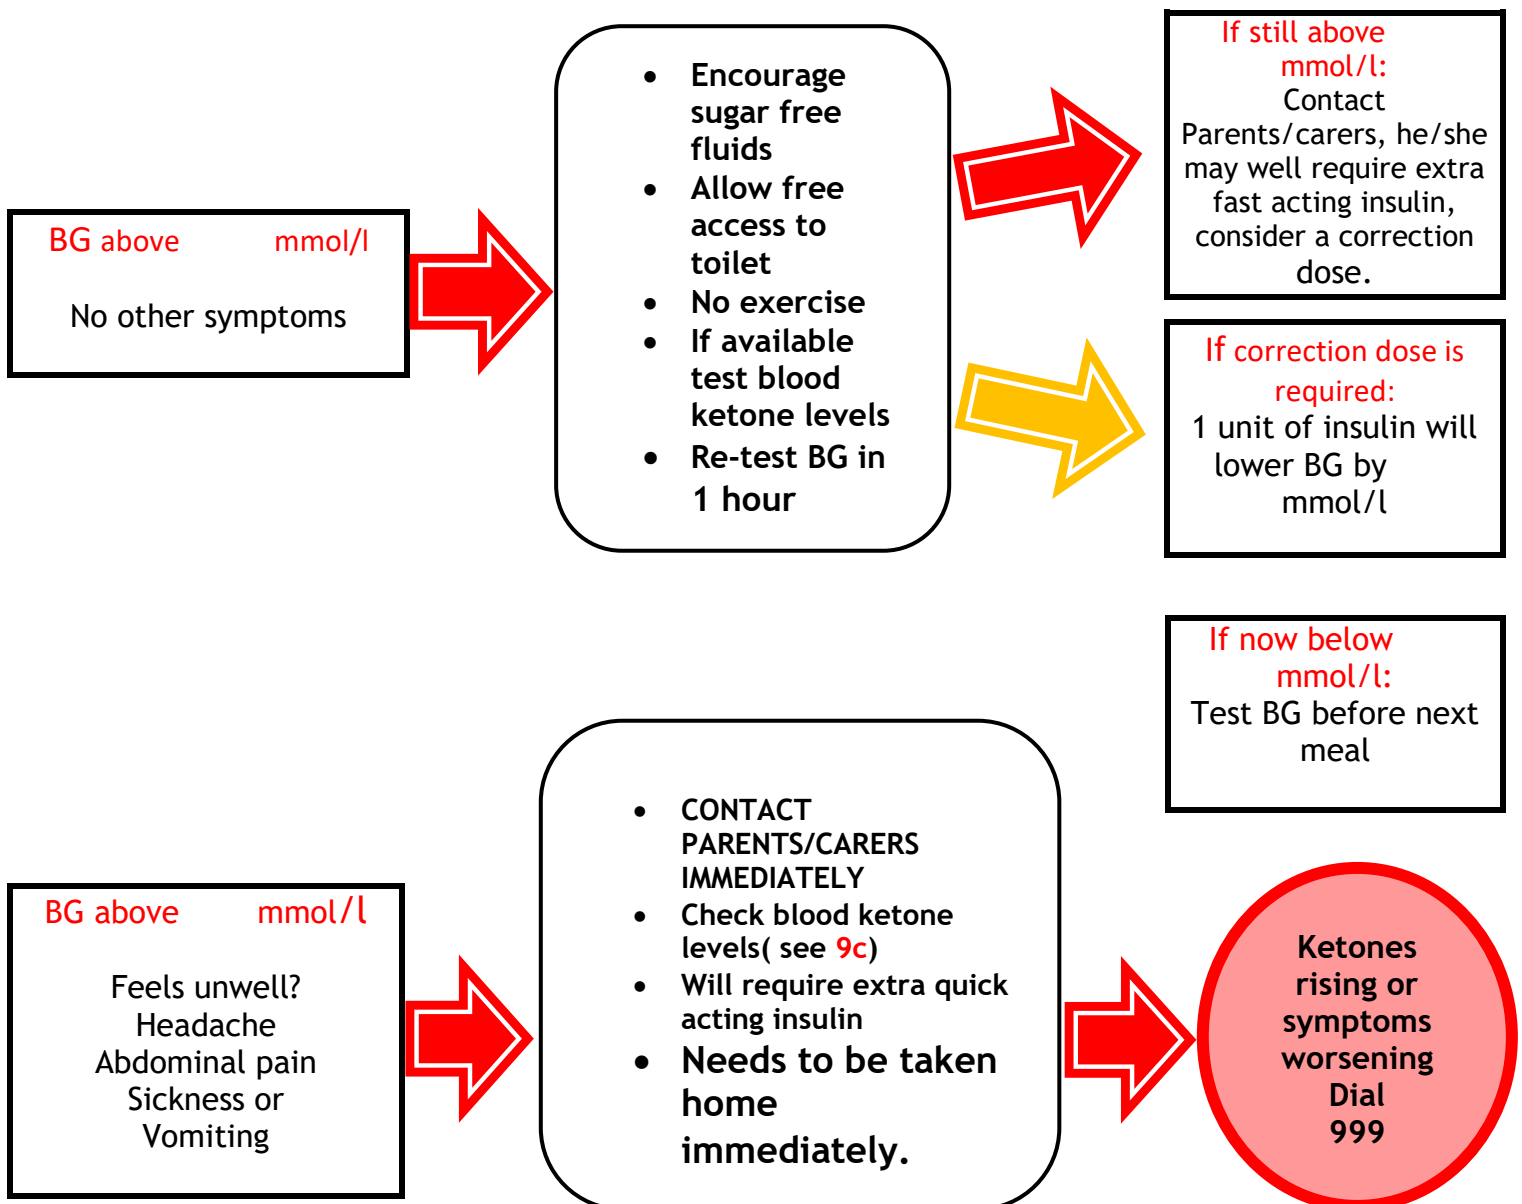 BG above mmol/l
No other symptoms
• Encourage
sugar free
fluids
• Allow free
access to
toilet
• No exercise
• If available
test blood
ketone levels
• Re-test BG in
1 hour
If still above
mmol/l:
Contact
Parents/carers, he/she
may well require extra
fast acting insulin,
consider a correction
dose.
If correction dose is
required:
1 unit of insulin will
lower BG by
mmol/l
If now below
mmol/l:
Test BG before next
meal
BG above mmol/l
Feels unwell?
Headache
Abdominal pain
Sickness or
Vomiting
• CONTACT
PARENTS/CARERS
IMMEDIATELY
• Check blood ketone
levels( see 9c)
• Will require extra quick
acting insulin
• Needs to be taken
home
immediately.
Ketones
rising or
symptoms
worsening
Dial
999